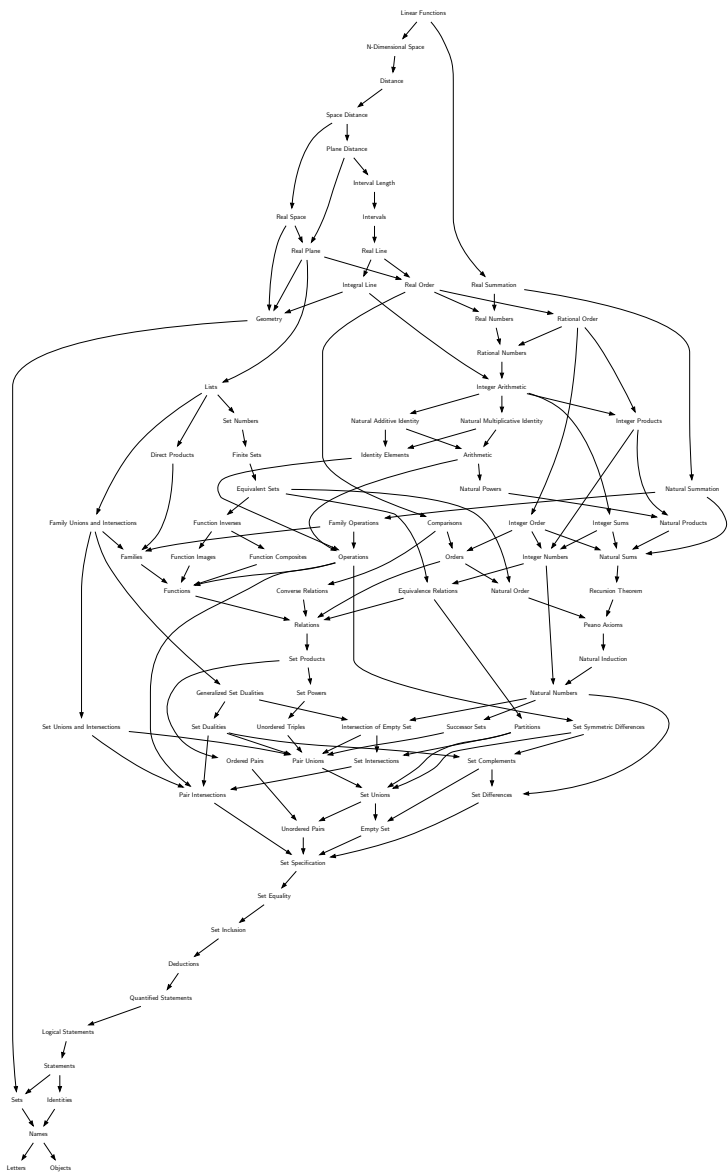 Linear Functions
N-Dimensional Space
Distance
Space Distance
Plane Distance
Interval Length
Real Space Intervals
Real Plane Real Line
Integral Line Real Order Real Summation
Geometry Real Numbers Rational Order
Rational Numbers
Lists Integer Arithmetic
Set Numbers Natural Additive Identity Natural Multiplicative Identity Integer Products
Direct Products Finite Sets Identity Elements Arithmetic
Equivalent Sets Natural Powers Natural Summation
Family Unions and Intersections Function Inverses Family Operations Comparisons Integer Order Integer Sums Natural Products
Families Function Images Function Composites Operations Orders Integer Numbers Natural Sums
Functions Converse Relations Equivalence Relations Natural Order Recursion Theorem
Relations Peano Axioms
Set Products Natural Induction
Generalized Set Dualities Set Powers Natural Numbers
Set Unions and Intersections Set Dualities Unordered Triples Intersection of Empty Set Successor Sets Partitions Set Symmetric Differences
Ordered Pairs Pair Unions Set Intersections Set Complements
Pair Intersections Set Unions Set Differences
Unordered Pairs Empty Set
Set Specification
Set Equality
Set Inclusion
Deductions
Quantified Statements
Logical Statements
Statements
Sets Identities
Names
Letters Objects